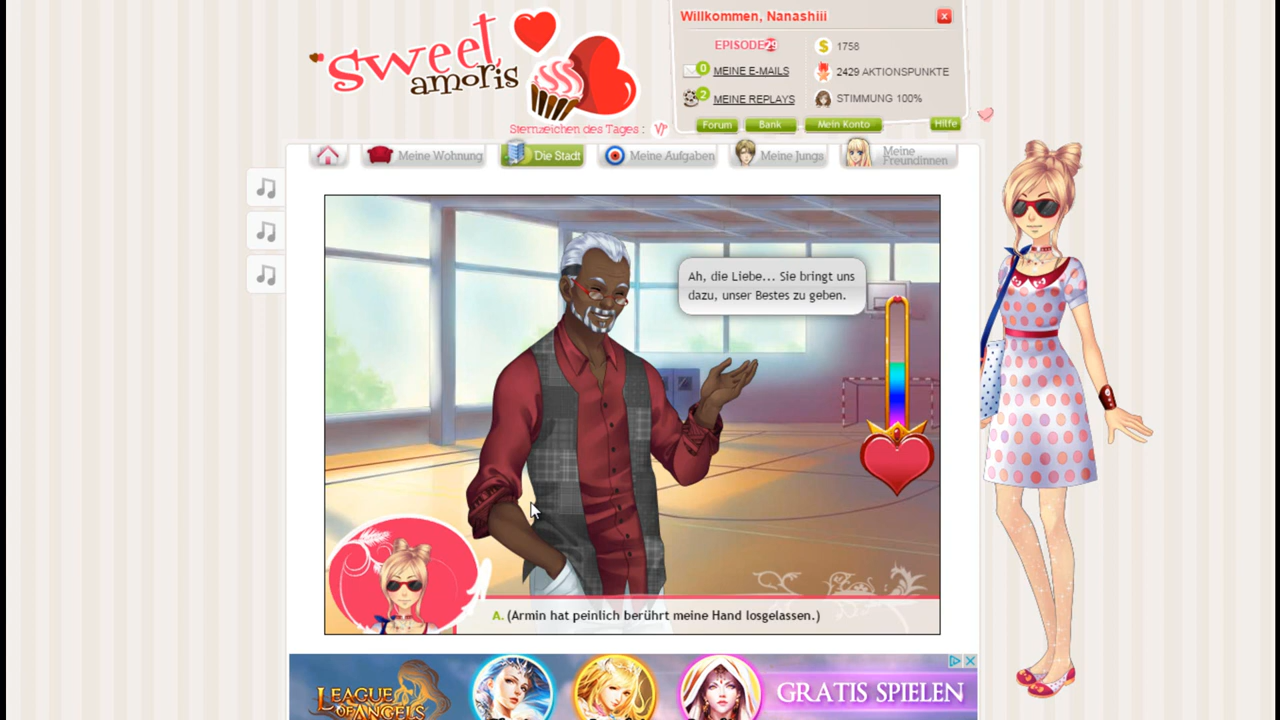 sweet
amoris
Sternzeichen des Tages :
Willkommen, Nanashiii
x
EPISODE29
1758
0
MEINE E-MAILS
2429 AKTIONSPUNKTE
2
MEINE REPLAYS
STIMMUNG 100%
Forum
Bank
Mein Konto
Hilfe
Meine Wohnung
Die Stadt
Meine Aufgaben
Meine Jungs
Meine
Freundinnen
Ah, die Liebe... Sie bringt uns
dazu, unser Bestes zu geben.
A. (Armin hat peinlich berührt meine Hand losgelassen.)
LEAGUE
OF ANGELS
GRATIS SPIELEN